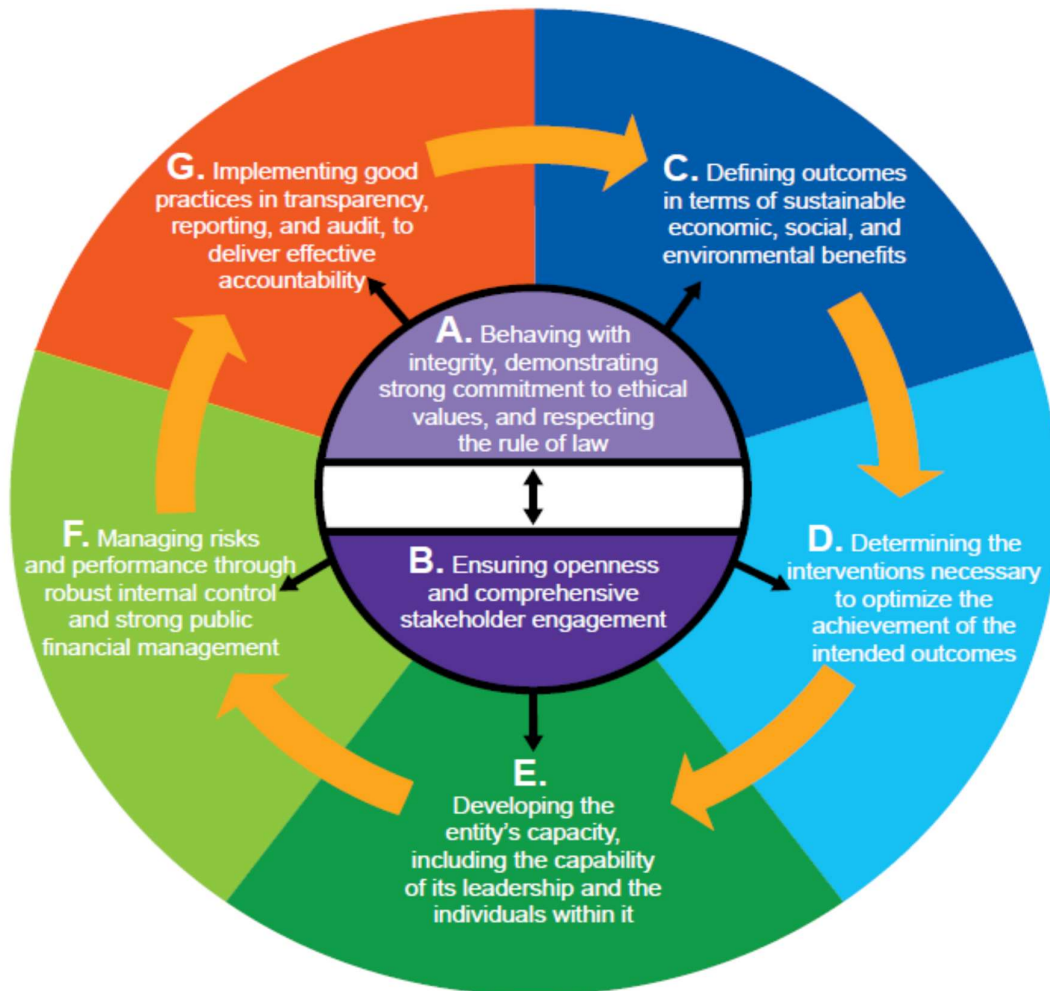 G. Implementing good
practices in transparency,
reporting, and audit, to
deliver effective
accountability
C. Defining outcomes
in terms of sustainable
economic, social, and
environmental benefits
A. Behaving with
integrity, demonstrating
strong commitment to ethical
values, and respecting
the rule of law
F. Managing risks
and performance through
robust internal control
and strong public
financial management
B. Ensuring openness
and comprehensive
stakeholder engagement
D. Determining the
interventions necessary
to optimize the
achievement of the
intended outcomes
E.
Developing the
entity's capacity,
including the capability
of its leadership and the
individuals within it